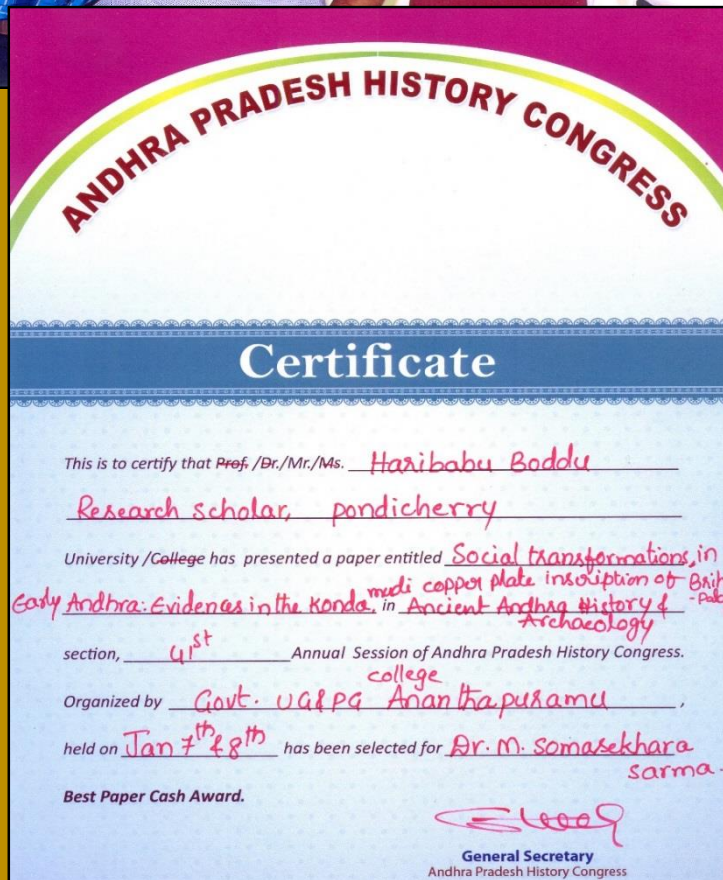 ANDHRA PRADESH HISTORY CONGRESS
Certificate
This is to certify that Prof. /Dr./Mr./Ms. Haribabu Boddu
Research scholar, pondicherry
University /College has presented a paper entitled Social transformations, in
Early Andhra: Evidences in the Konda mudi copper plate inscription of
in Ancient Andhra History & Archaeology
section, 41st Annual Session of Andhra Pradesh History Congress.
Organized by Govt. UG&PG college Ananthapuramu,
held on Jan 7th & 8th has been selected for Dr. M. Somasekhara
Sarma.
Best Paper Cash Award.
General Secretary
Andhra Pradesh History Congress